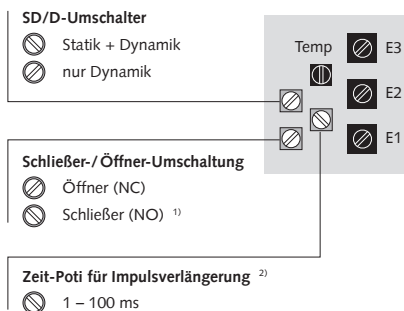 SD/D-Umschalter
Statik + Dynamik
nur Dynamik
Temp
E3
E2
E1
Schließer-/Öffner-Umschaltung
Öffner (NC)
Schließer (NO) 1)
Zeit-Poti für Impulsverlängerung 2)
1 – 100 ms